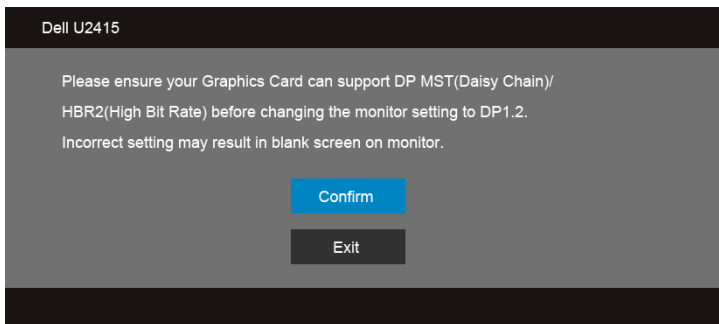 Dell U2415
Please ensure your Graphics Card can support DP MST(Daisy Chain)/
HBR2(High Bit Rate) before changing the monitor setting to DP1.2.
Incorrect setting may result in blank screen on monitor.
Confirm
Exit